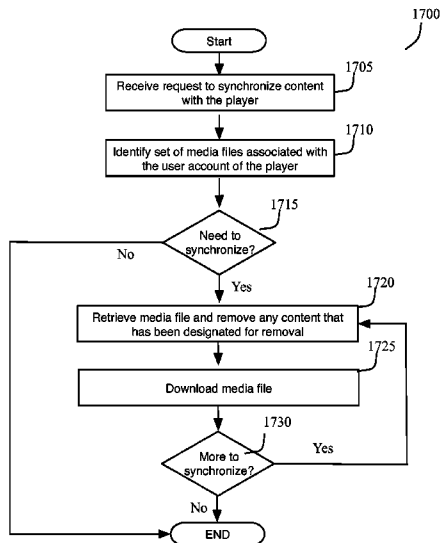 1700
Start
1705
Receive request to synchronize content
with the player
1710
Identify set of media files associated with
the user account of the player
1715
Need to
synchronize?
No
Yes
1720
Retrieve media file and remove any content that
has been designated for removal
1725
Download media file
1730
More to
synchronize?
Yes
No
END